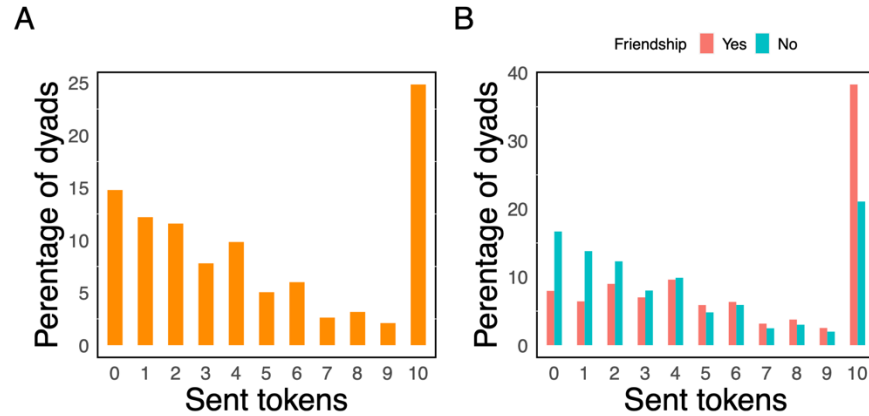 A
Perentage of dyads
25
20
15
10
5
0
0 1 2 3 4 5 6 7 8 9 10
Sent tokens
B
Friendship Yes No
Perentage of dyads
40
30
20
10
0
0 1 2 3 4 5 6 7 8 9 10
Sent tokens